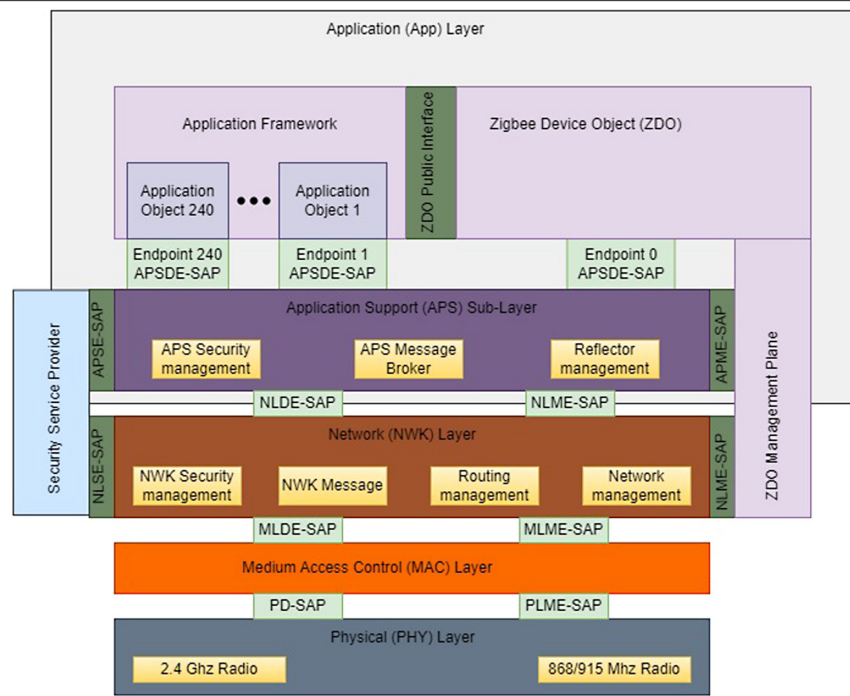 Application (App) Layer
Application Framework
ZDO Public Interface
Zigbee Device Object (ZDO)
Application
Object 240
Application
Object 1
Endpoint 240
APSDE-SAP
Endpoint 1
APSDE-SAP
Endpoint 0
APSDE-SAP
Security Service Provider
APSE-SAP
Application Support (APS) Sub-Layer
APS Security
management
APS Message
Broker
Reflector
management
APME-SAP
ZDO Management Plane
NLDE-SAP
NLME-SAP
NLSE-SAP
Network (NWK) Layer
NWK Security
management
NWK Message
Routing
management
Network
management
NLME-SAP
MLDE-SAP
MLME-SAP
Medium Access Control (MAC) Layer
PD-SAP
PLME-SAP
Physical (PHY) Layer
2.4 Ghz Radio
868/915 Mhz Radio